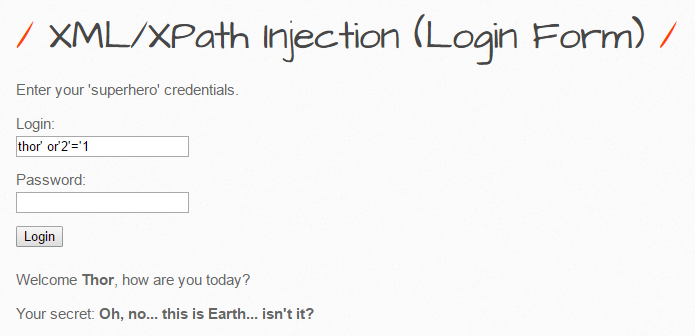 / XML/XPath Injection (Login Form) /
Enter your 'superhero' credentials.
Login:
thor' or'2'='1
Password:
Login
Welcome Thor, how are you today?
Your secret: Oh, no... this is Earth... isn't it?